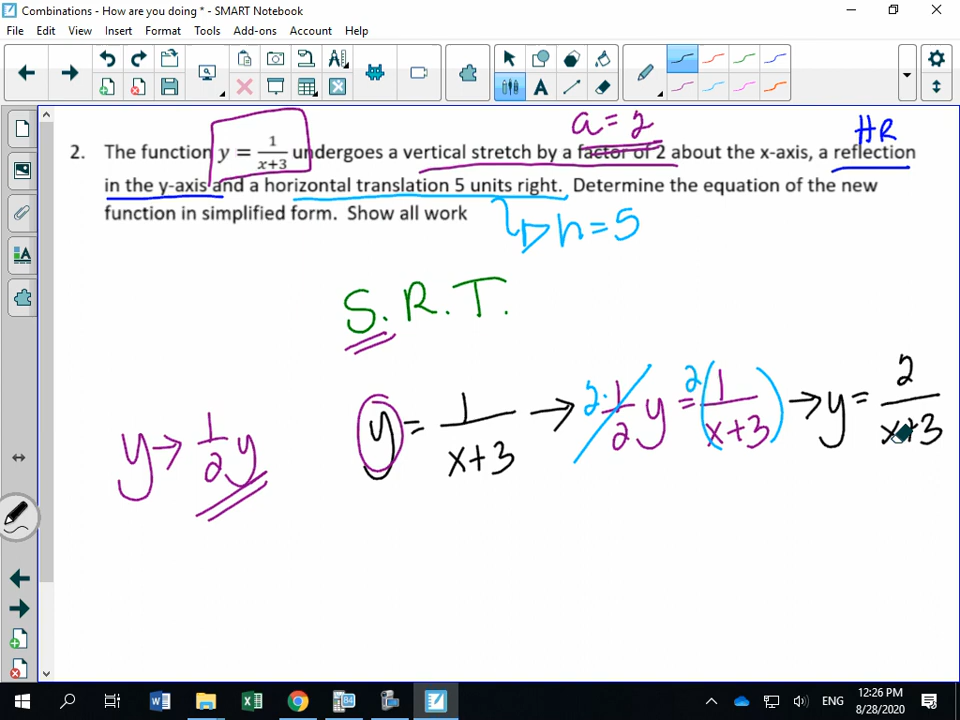 Combinations - How are you doing * - SMART Notebook
File Edit View Insert Format Tools Add-ons Account Help
a = 2
HR
2. The function y = 1/(x+3) undergoes a vertical stretch by a factor of 2 about the x-axis, a reflection
in the y-axis and a horizontal translation 5 units right. Determine the equation of the new
function in simplified form. Show all work
h = 5
S.R.T.
y → 1/2 y
y = 1/(x+3) → 2·1/2 y = 2(1/(x+3)) → y = 2/(x+3)
ENG
12:26 PM
8/28/2020